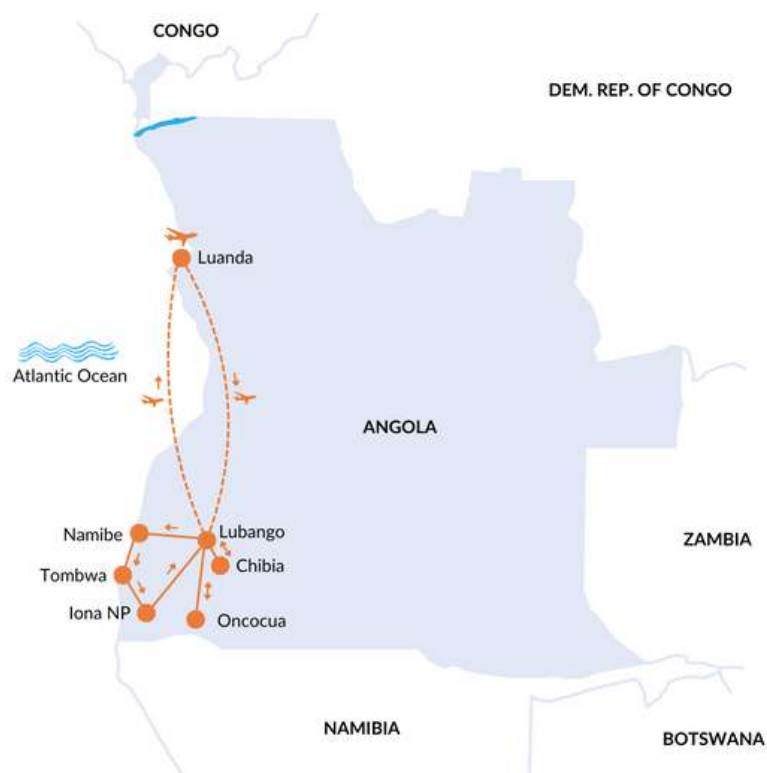 CONGO
DEM. REP. OF CONGO
Luanda
Atlantic Ocean
ANGOLA
Namibe
Lubango
ZAMBIA
Chibia
Tombwa
Iona NP
Oncocua
NAMIBIA
BOTSWANA